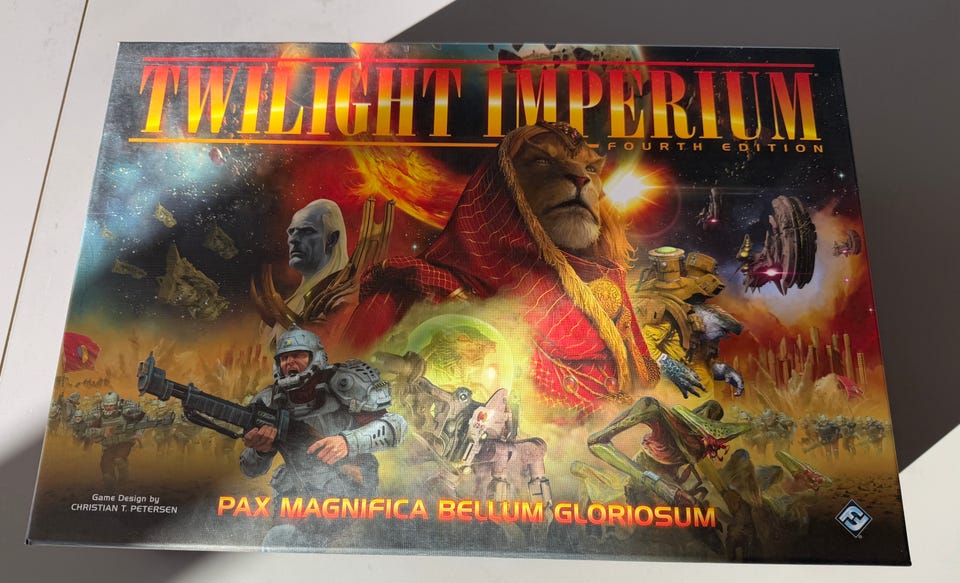 TWILIGHT IMPERIUM
FOURTH EDITION
Game Design by
CHRISTIAN T. PETERSEN
PAX MAGNIFICA BELLUM GLORIOSUM